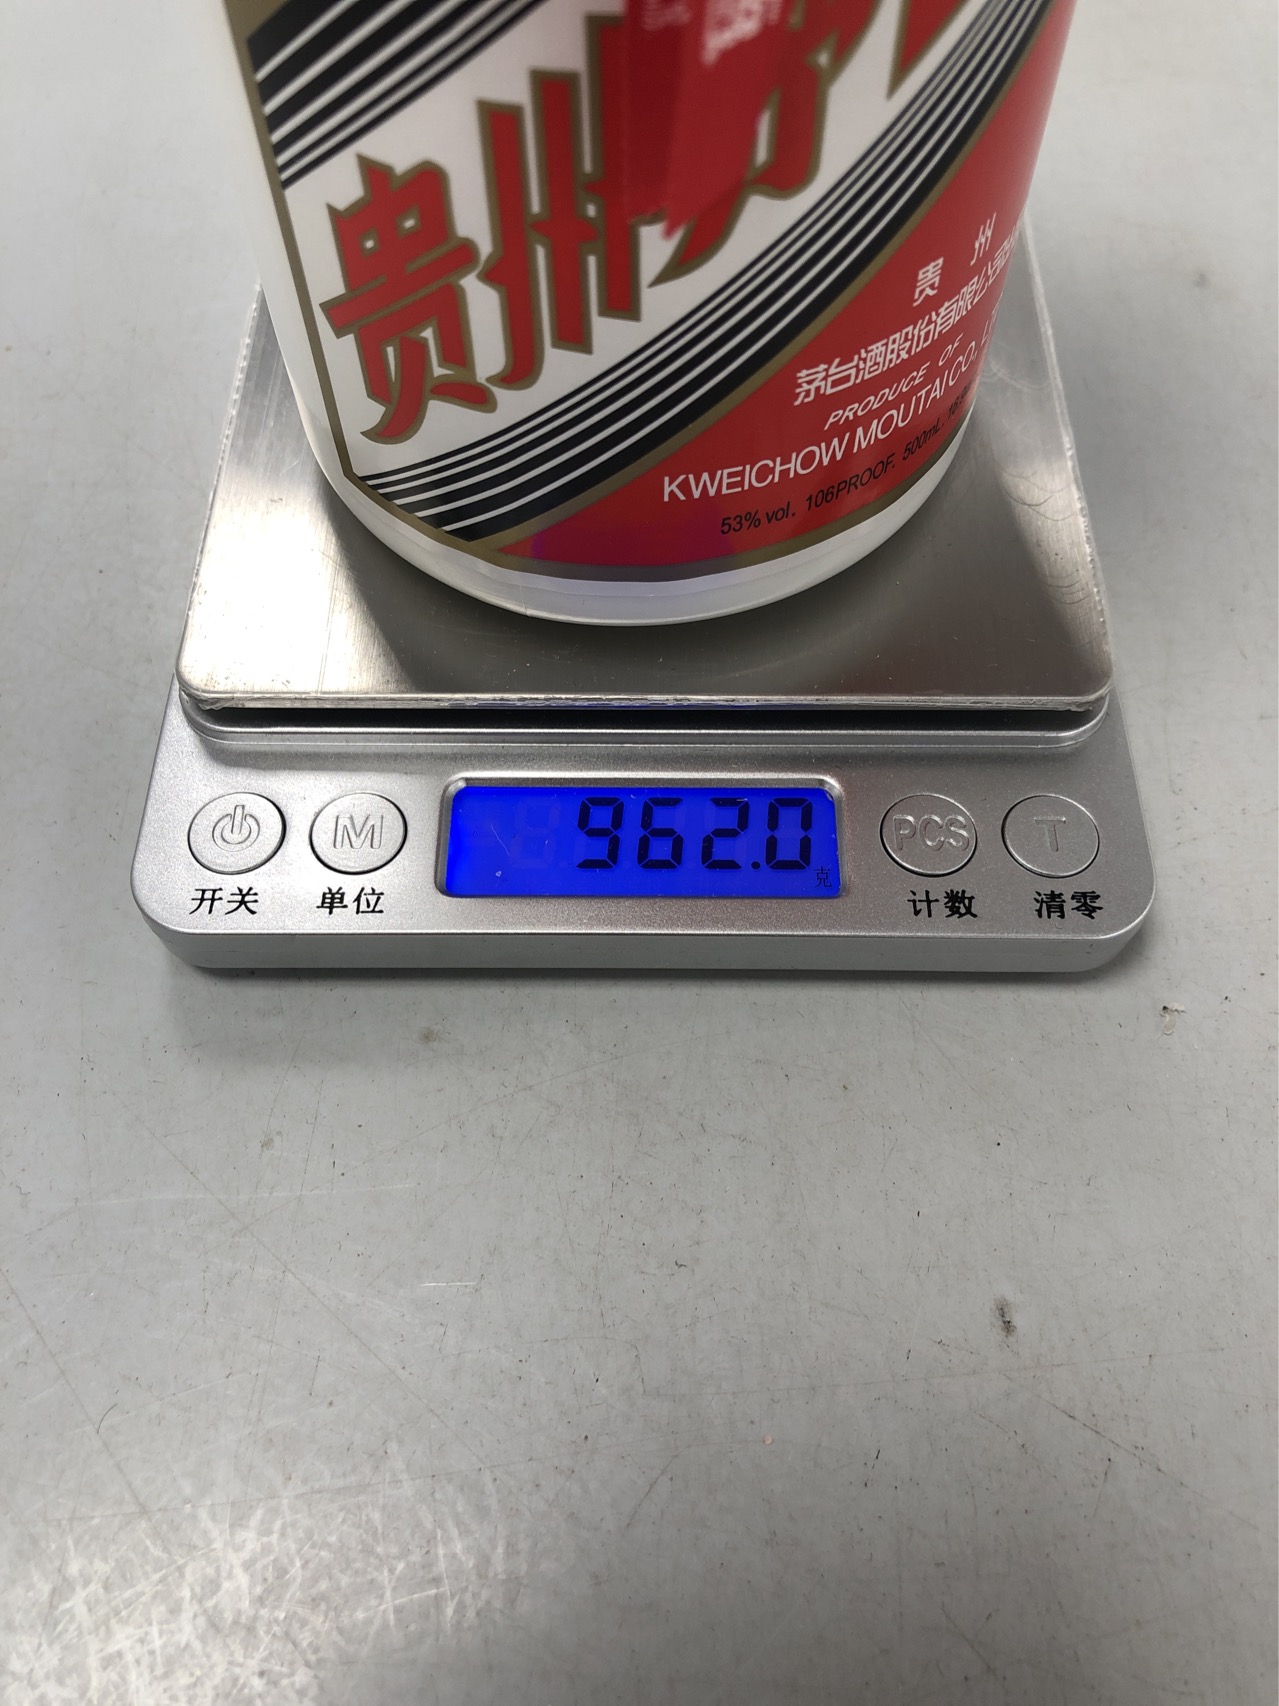 贵州茅
贵州
茅台酒股份有限公司
PRODUCE OF
KWEICHOW MOUTAI CO.,
53% vol. 106PROOF. 500mL.
962.0
克
M
PCS
T
开关
单位
计数
清零